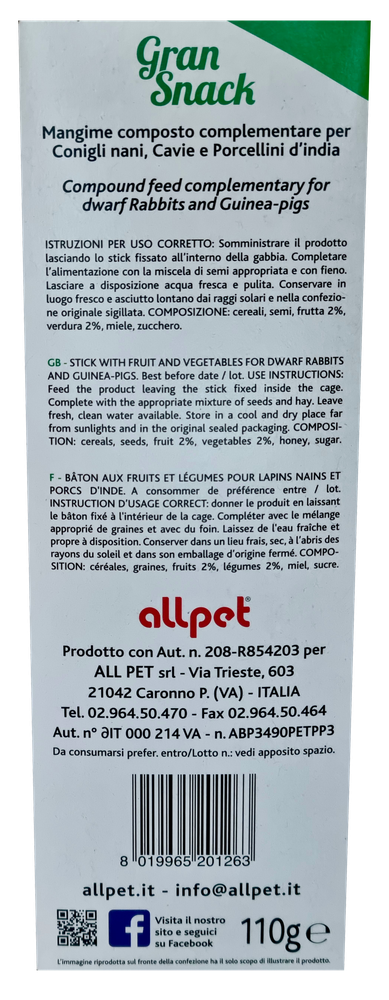 Gran
Snack
Mangime composto complementare per
Conigli nani, Cavie e Porcellini d'india
Compound feed complementary for
dwarf Rabbits and Guinea-pigs
ISTRUZIONI PER USO CORRETTO: Somministrare il prodotto
lasciando lo stick fissato all'interno della gabbia. Completare
l'alimentazione con la miscela di semi appropriata e con fieno.
Lasciare a disposizione acqua fresca e pulita. Conservare in
luogo fresco e asciutto lontano dai raggi solari e nella confezio-
ne originale sigillata. COMPOSIZIONE: cereali, semi, frutta 2%,
verdura 2%, miele, zucchero.
GB - STICK WITH FRUIT AND VEGETABLES FOR DWARF RABBITS
AND GUINEA-PIGS. Best before date / lot. USE INSTRUCTIONS:
Feed the product leaving the stick fixed inside the cage.
Complete with the appropriate mixture of seeds and hay. Leave
fresh, clean water available. Store in a cool and dry place far
from sunlights and in the original sealed packaging. COMPOSI-
TION: cereals, seeds, fruit 2%, vegetables 2%, honey, sugar.
F - BÂTON AUX FRUITS ET LÉGUMES POUR LAPINS NAINS ET
PORCS D'INDE. A consommer de préférence entre / lot.
INSTRUCTION D'USAGE CORRECT: donner le produit en laissant
le bâton fixé à l'intérieur de la cage. Compléter avec le mélange
approprié de graines et avec du foin. Laissez de l'eau fraîche et
propre à disposition. Conserver dans un lieu frais, sec, à l'abris des
rayons du soleil et dans son emballage d'origine fermé. COMPO-
SITION: céréales, graines, fruits 2%, légumes 2%, miel, sucre.
allpet®
Prodotto con Aut. n. 208-R854203 per
ALL PET srl - Via Trieste, 603
21042 Caronno P. (VA) - ITALIA
Tel. 02.964.50.470 - Fax 02.964.50.464
Aut. n° ∂IT 000 214 VA - n. ABP3490PETPP3
Da consumarsi prefer. entro/Lotto n.: vedi apposito spazio.
8 019965 201263
allpet.it - info@allpet.it
Visita il nostro
sito e seguici
su Facebook
110g℮
L'immagine riprodotta sul fronte della confezione ha il solo scopo di illustrare il prodotto.